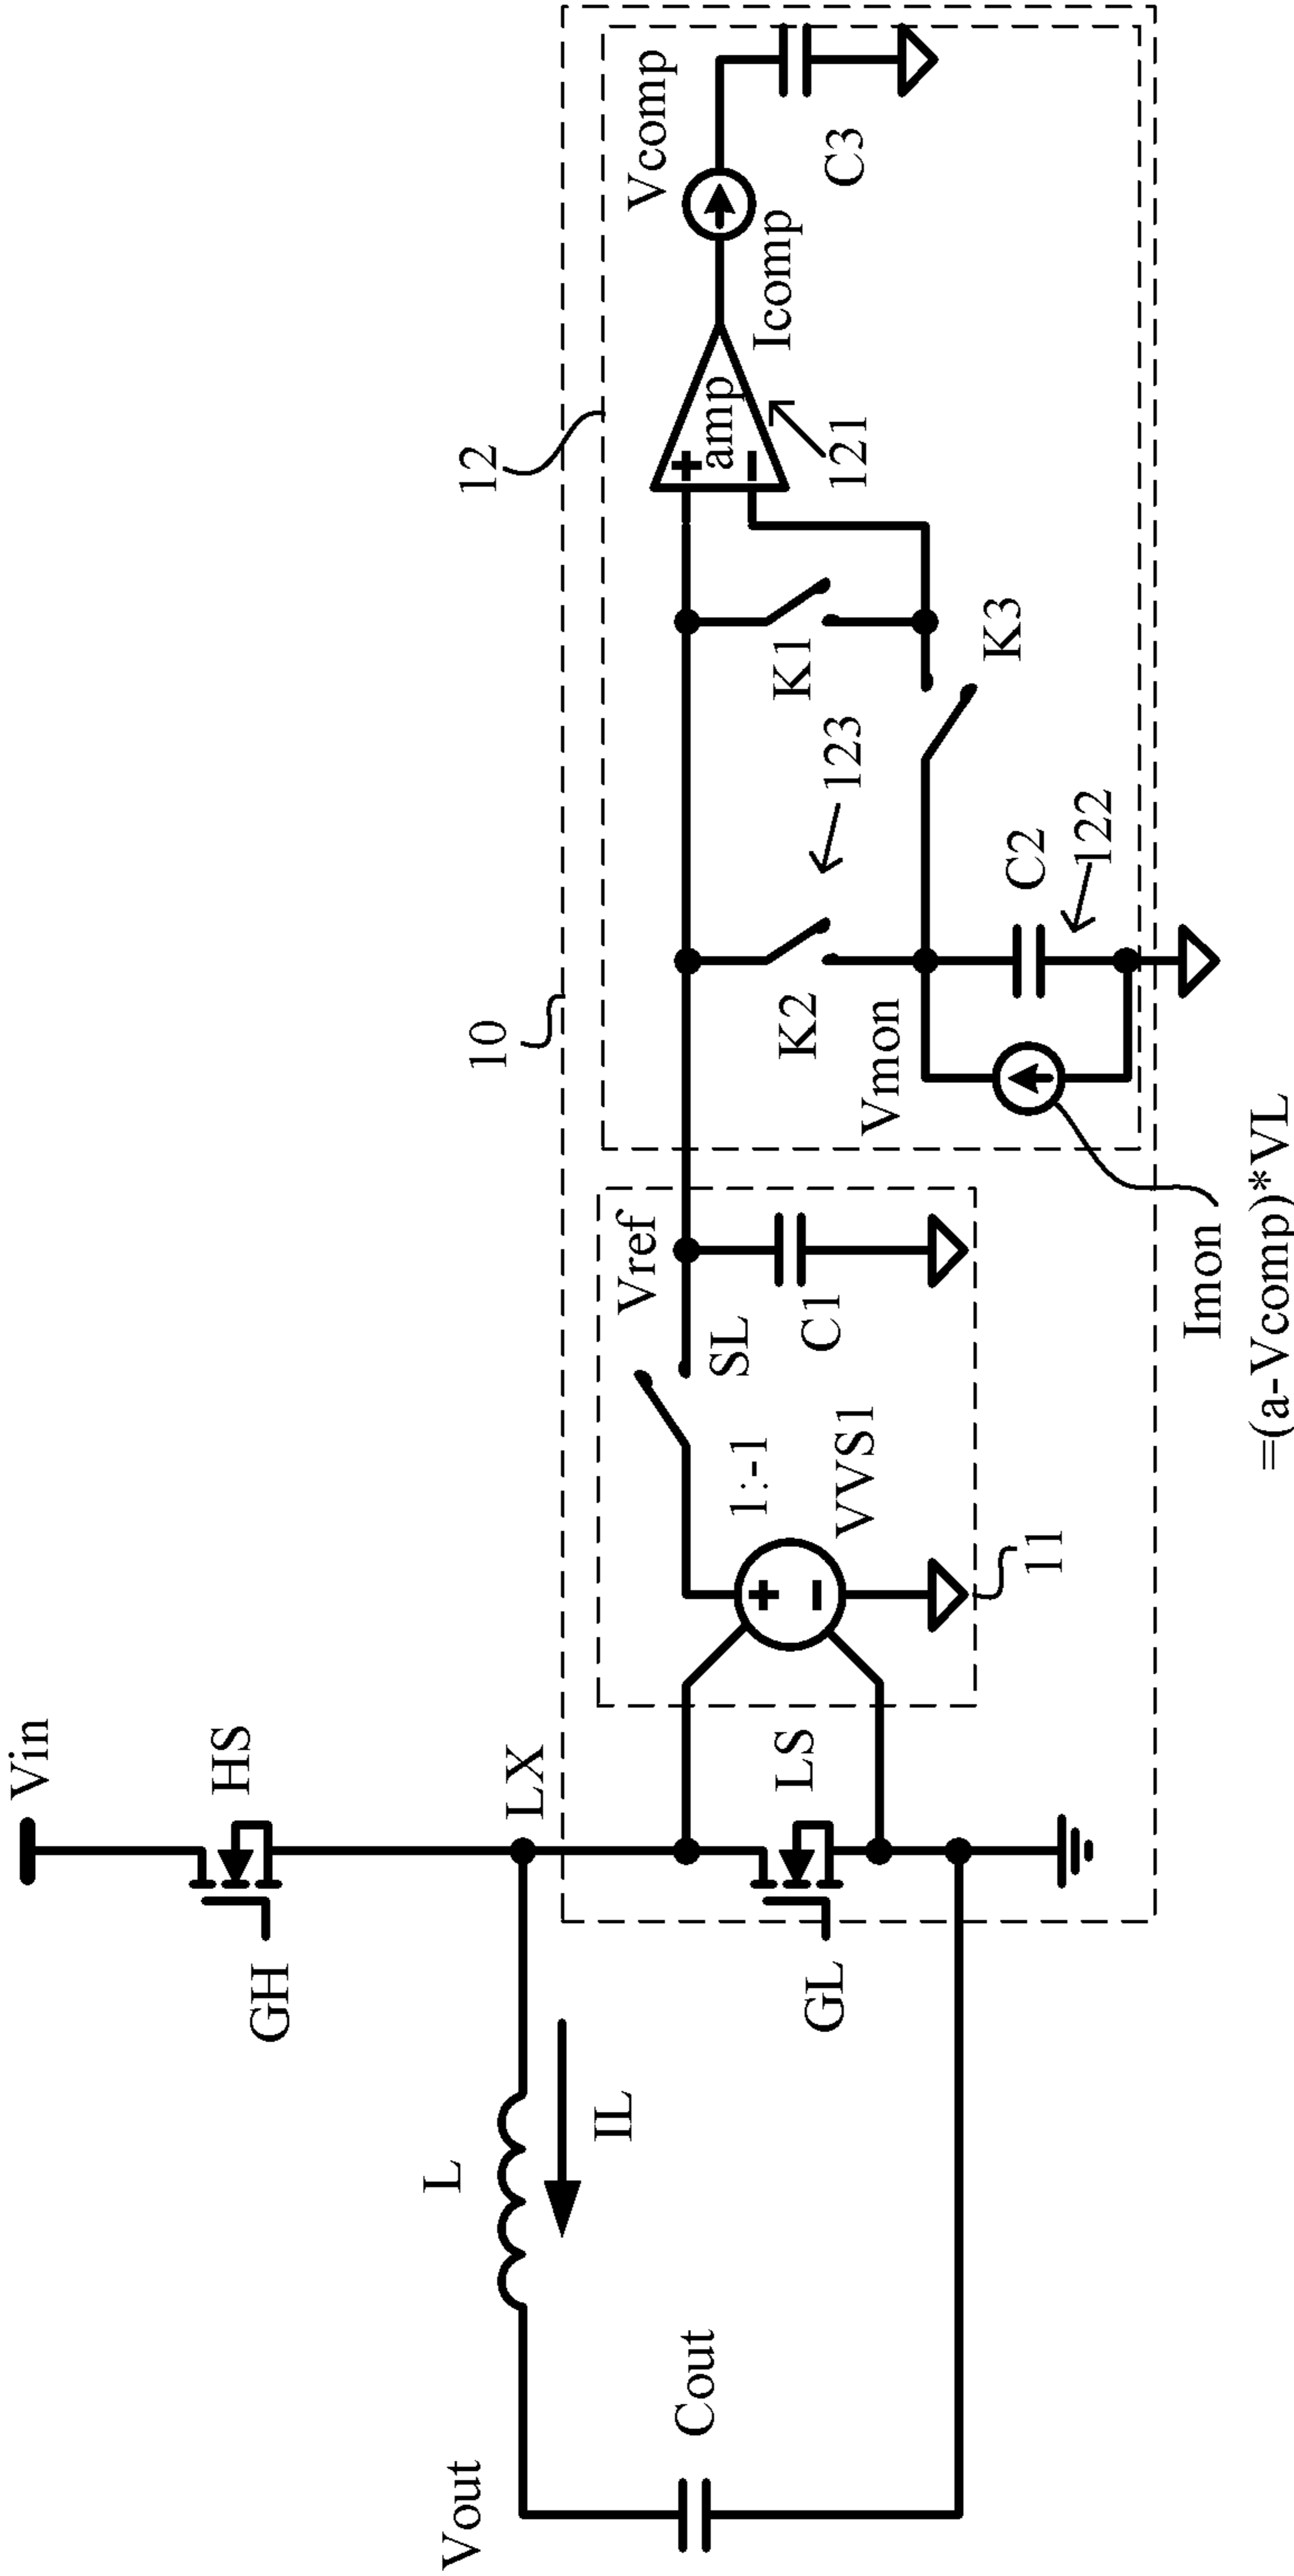 Vin
GH
HS
LX
L
IL
Vout
Cout
GL
LS
10
12
11
1:-1
VVS1
SL
Vref
C1
K2
123
K1
Vmon
C2
122
K3
+
-
amp
121
Icomp
Vcomp
C3
+
-
Imon
=(a-Vcomp)*VL